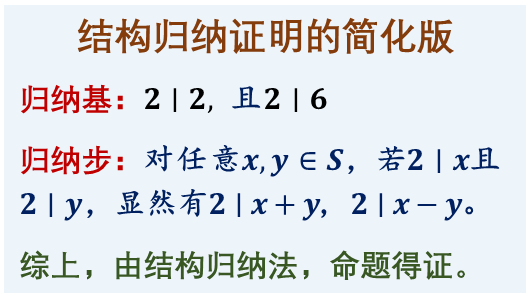 结构归纳证明的简化版
归纳基：2 | 2, 且2 | 6
归纳步：对任意x, y ∈ S，若2 | x且
2 | y，显然有2 | x + y，2 | x − y。
综上，由结构归纳法，命题得证。